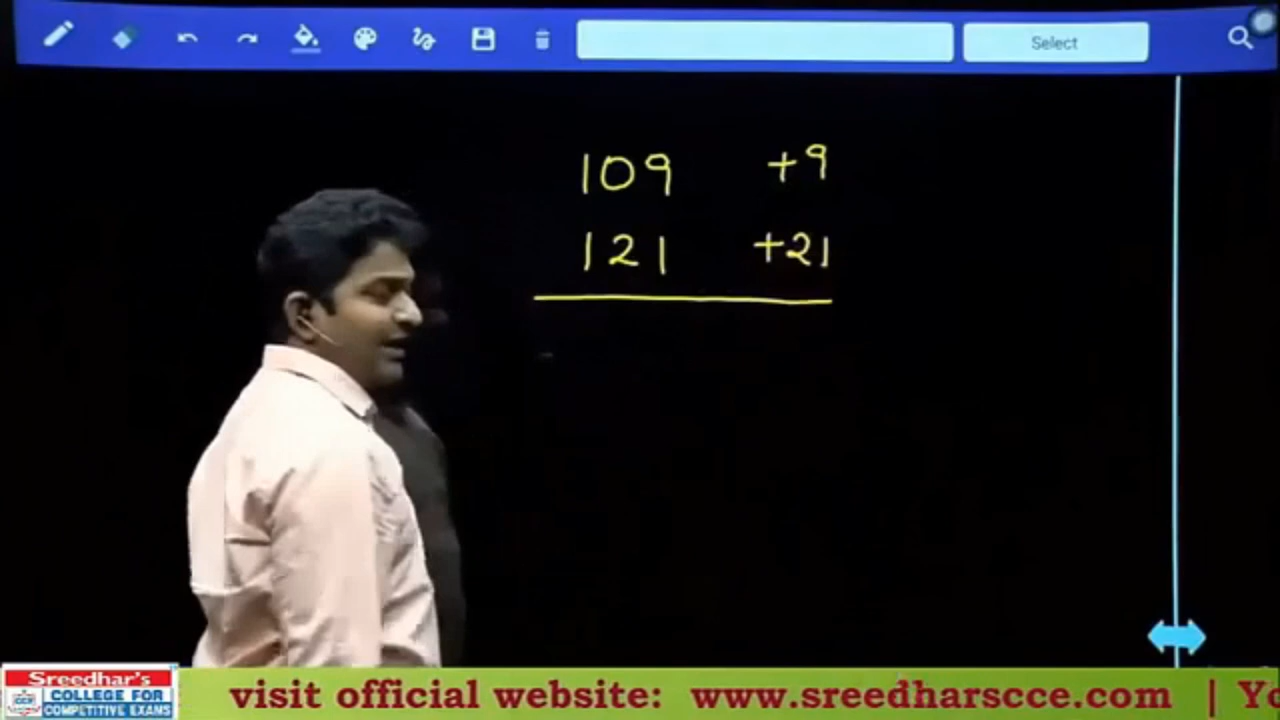 Select
109 +9
121 +21
Sreedhar's
COLLEGE FOR
COMPETITIVE EXAMS
visit official website: www.sreedharscce.com | Yo